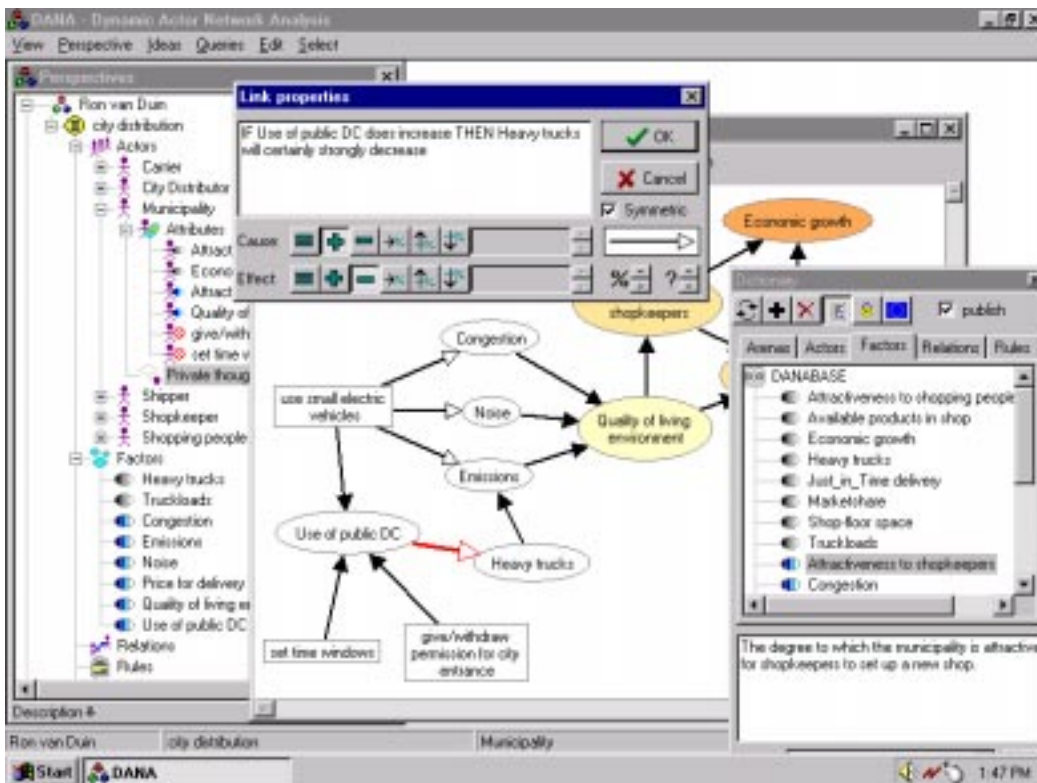 DANA - Dynamic Actor Network Analysis
View Perspective Ideas Queries Edit Select
Perspectives
Ron van Duin
city distribution
Actors
Carrier
City Distributor
Municipality
Attributes
Attract
Econo
Attract
Quality of
give/with
set time w
Private thoug
Shipper
Shopkeeper
Shopping people
Factors
Heavy trucks
Truckloads
Congestion
Emissions
Noise
Price for delivery
Quality of living e
Use of public DC
Relations
Rules
Description
Link properties
IF Use of public DC does increase THEN Heavy trucks
will certainly strongly decrease
OK
Cancel
Symmetric
Cause
Effect
% ?
Economic growth
shopkeepers
Congestion
use small electric
vehicles
Noise
Quality of living
environment
Emissions
Use of public DC
Heavy trucks
set time windows
give/withdraw
permission for city
entrance
Dictionary
publish
Arenas Actors Factors Relations Rules
DANABASE
Attractiveness to shopping people
Available products in shop
Economic growth
Heavy trucks
Just_in_Time delivery
Marketshare
Shop-floor space
Truckloads
Attractiveness to shopkeepers
Congestion
The degree to which the municipality is attractive
for shopkeepers to set up a new shop.
Ron van Duin city distribution Municipality
Start DANA 1:47 PM